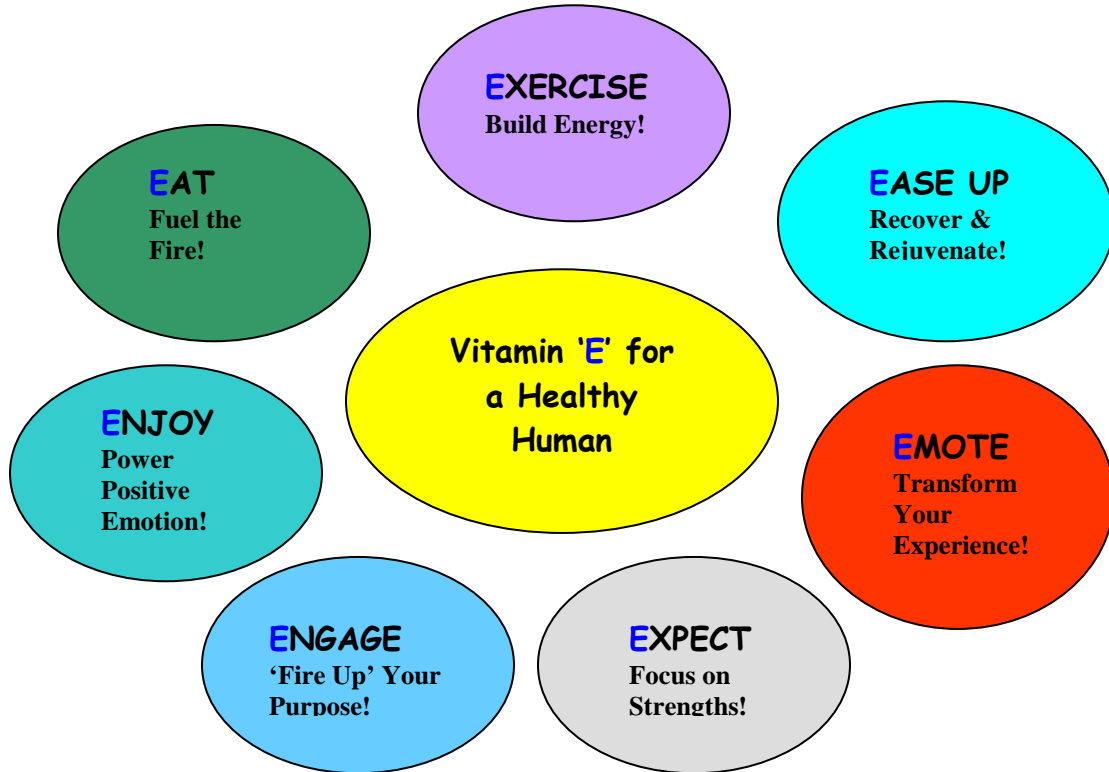 EXERCISE
Build Energy!
EASE UP
Recover &
Rejuvenate!
EAT
Fuel the
Fire!
Vitamin ‘E’ for
a Healthy
Human
EMOTE
Transform
Your
Experience!
ENJOY
Power
Positive
Emotion!
ENGAGE
‘Fire Up’ Your
Purpose!
EXPECT
Focus on
Strengths!